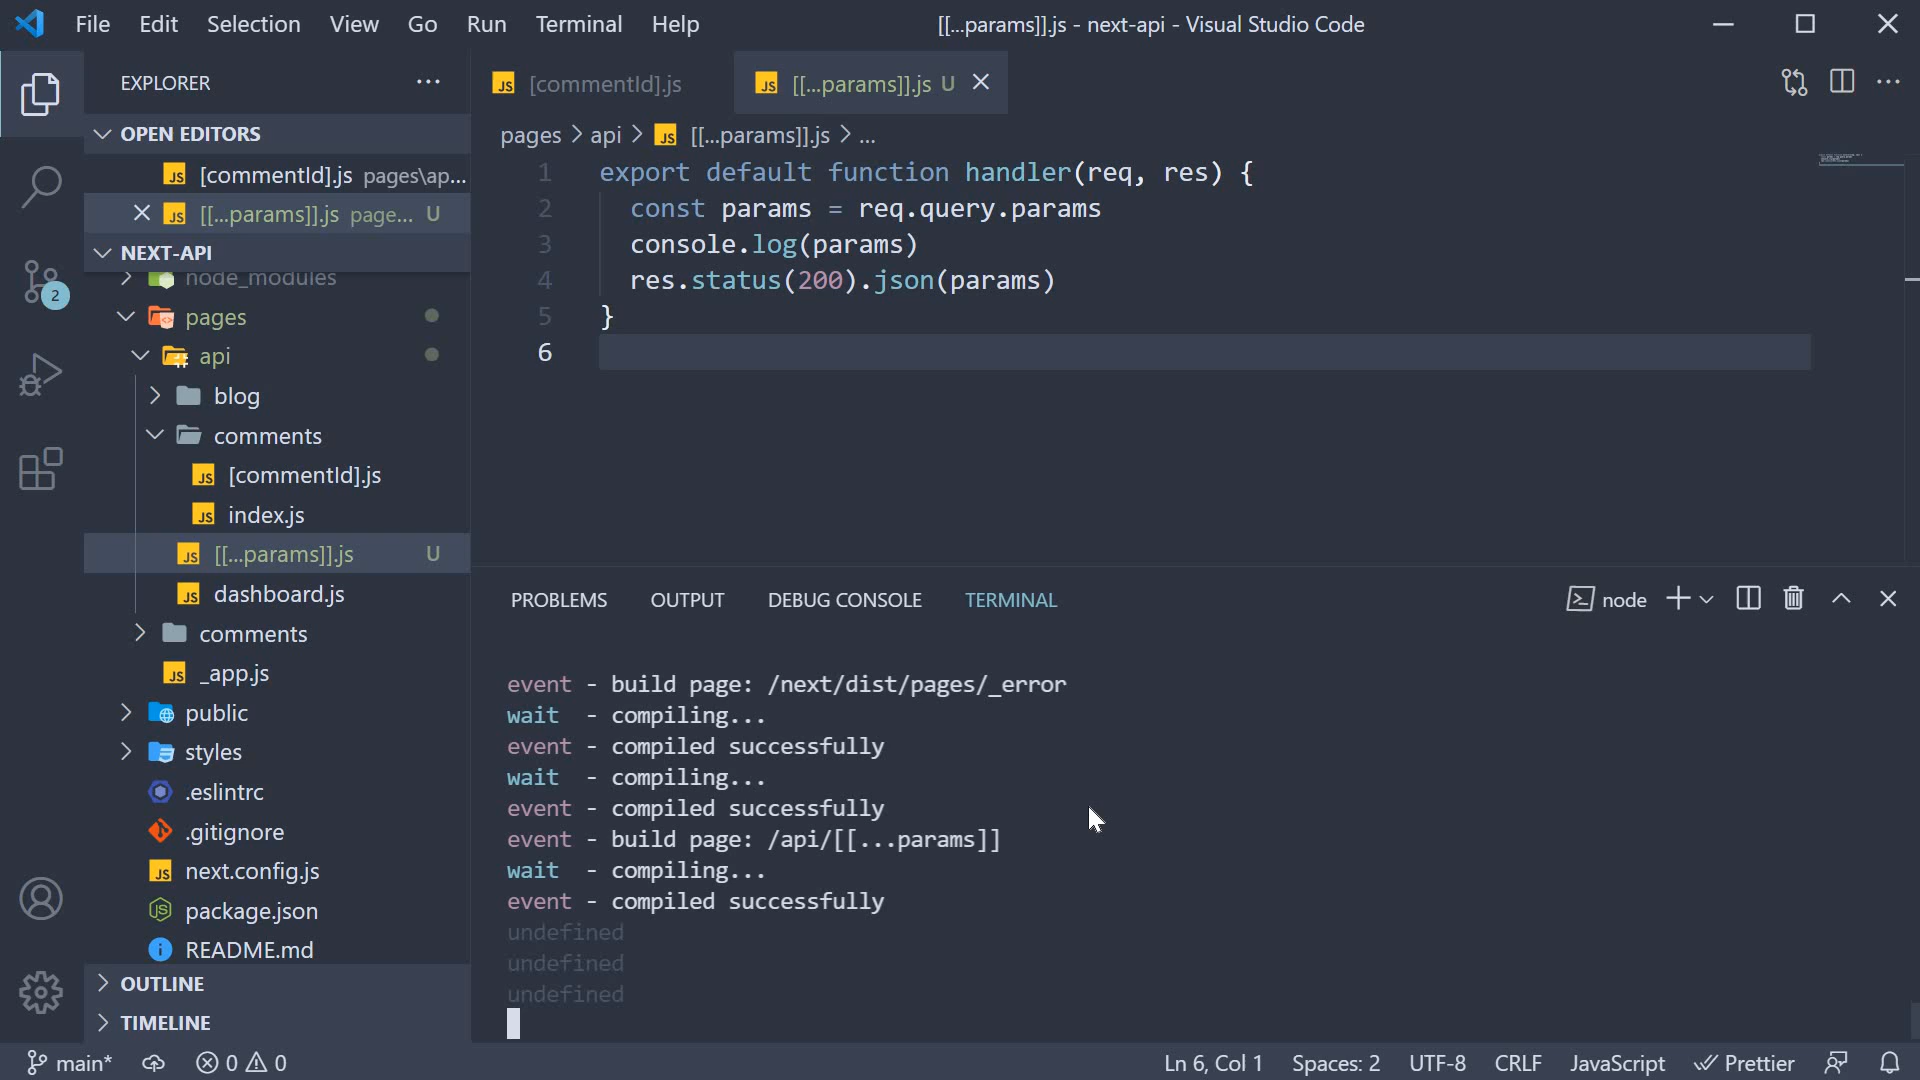 File Edit Selection View Go Run Terminal Help
[[...params]].js - next-api - Visual Studio Code
EXPLORER
OPEN EDITORS
[commentId].js pages\ap...
[[...params]].js page... U
NEXT-API
node_modules
pages
api
blog
comments
[commentId].js
index.js
[[...params]].js U
dashboard.js
comments
_app.js
public
styles
.eslintrc
.gitignore
next.config.js
package.json
README.md
OUTLINE
TIMELINE
2
[commentId].js
[[...params]].js U
pages > api > JS [[...params]].js > ...
1 export default function handler(req, res) {
2 const params = req.query.params
3 console.log(params)
4 res.status(200).json(params)
5 }
6
PROBLEMS OUTPUT DEBUG CONSOLE TERMINAL
node
event - build page: /next/dist/pages/_error
wait - compiling...
event - compiled successfully
wait - compiling...
event - compiled successfully
event - build page: /api/[[...params]]
wait - compiling...
event - compiled successfully
undefined
undefined
undefined
main* 0 0
Ln 6, Col 1 Spaces: 2 UTF-8 CRLF JavaScript Prettier